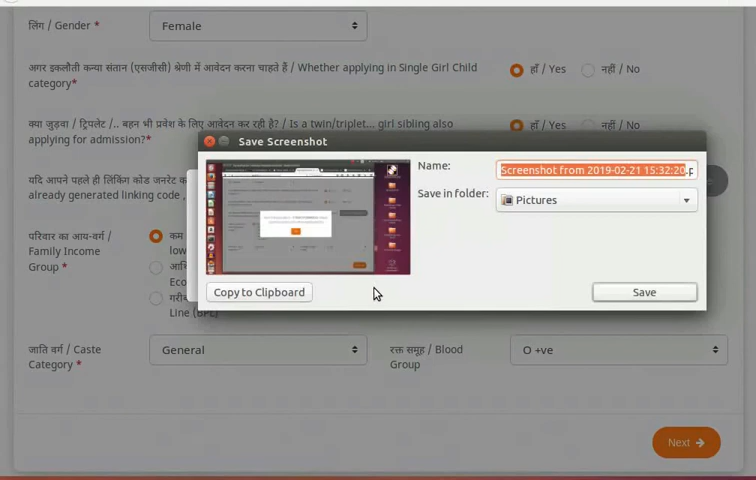 लिंग / Gender *
Female
अगर इकलौती कन्या संतान (एसजीसी) श्रेणी में आवेदन करना चाहते हैं / Whether applying in Single Girl Child
category*
हाँ / Yes
नहीं / No
क्या जुड़वा / ट्रिपलेट /.. बहन भी प्रवेश के लिए आवेदन कर रही है? / Is a twin/triplet... girl sibling also
applying for admission?*
हाँ / Yes
नहीं / No
Save Screenshot
Name:
Screenshot from 2019-02-21 15:32:20.p
Save in folder:
Pictures
Copy to Clipboard
Save
यदि आपने पहले ही लिंकिंग कोड जनरेट
already generated linking code ,
परिवार का आय-वर्ग /
Family Income
Group *
कम
low
Eco
गरी
Line (BPL)
जाति वर्ग / Caste
Category *
General
रक्त समूह / Blood
Group
O +ve
Next